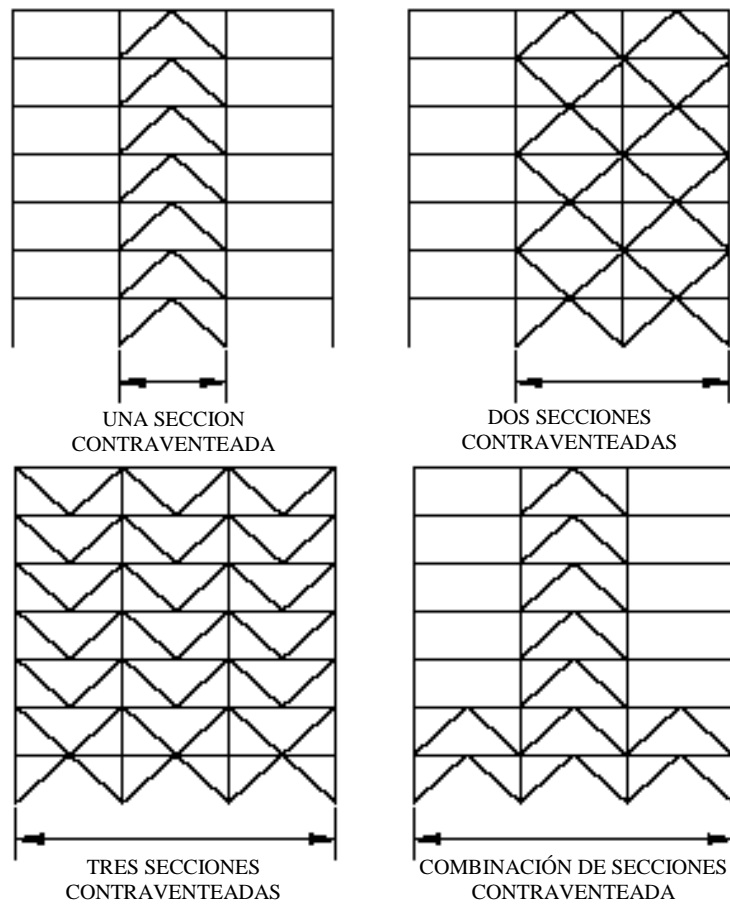 UNA SECCION
CONTRAVENTEADA
DOS SECCIONES
CONTRAVENTEADAS
TRES SECCIONES
CONTRAVENTEADAS
COMBINACIÓN DE SECCIONES
CONTRAVENTEADA